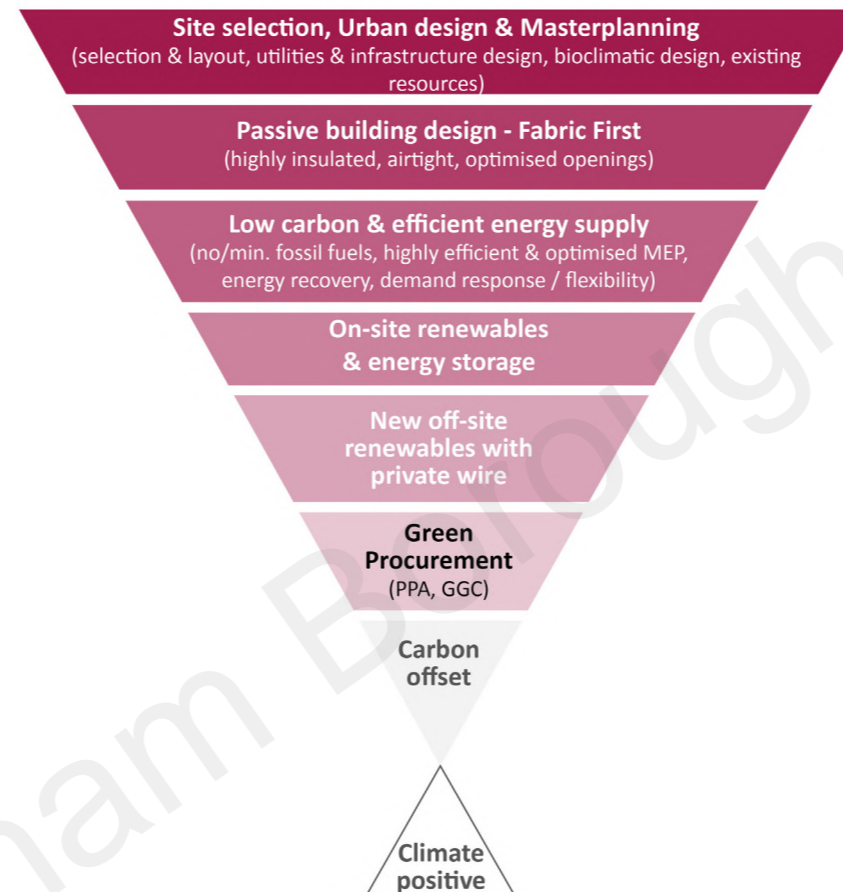 Site selection, Urban design & Masterplanning
(selection & layout, utilities & infrastructure design, bioclimatic design, existing
resources)
Passive building design - Fabric First
(highly insulated, airtight, optimised openings)
Low carbon & efficient energy supply
(no/min. fossil fuels, highly efficient & optimised MEP,
energy recovery, demand response / flexibility)
On-site renewables
& energy storage
New off-site
renewables with
private wire
Green
Procurement
(PPA, GGC)
Carbon
offset
Climate
positive
Borough